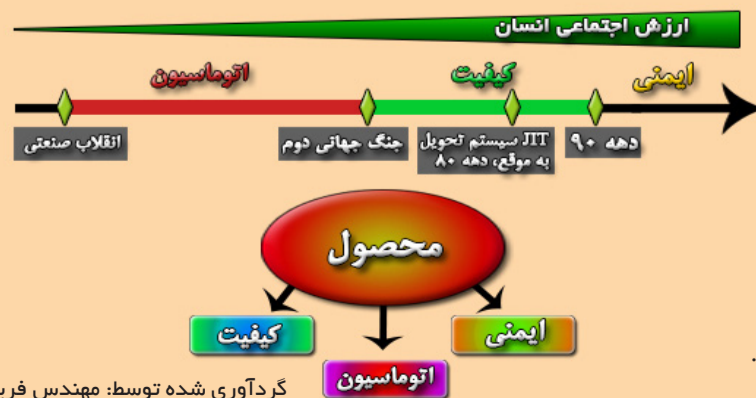 ارزش اجتماعی انسان
ایمنی
کیفیت
اتوماسیون
دهه ۹۰
JIT سیستم تحویل
به موقع، دهه ۸۰
جنگ جهانی دوم
انقلاب صنعتی
محصول
ایمنی
کیفیت
اتوماسیون
گردآوری شده توسط: مهندس